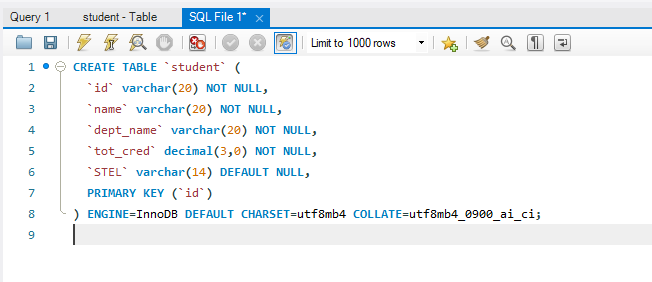 Query 1 student - Table SQL File 1*
Limit to 1000 rows
1 CREATE TABLE `student` (
2 `id` varchar(20) NOT NULL,
3 `name` varchar(20) NOT NULL,
4 `dept_name` varchar(20) NOT NULL,
5 `tot_cred` decimal(3,0) NOT NULL,
6 `STEL` varchar(14) DEFAULT NULL,
7 PRIMARY KEY (`id`)
8 ) ENGINE=InnoDB DEFAULT CHARSET=utf8mb4 COLLATE=utf8mb4_0900_ai_ci;
9